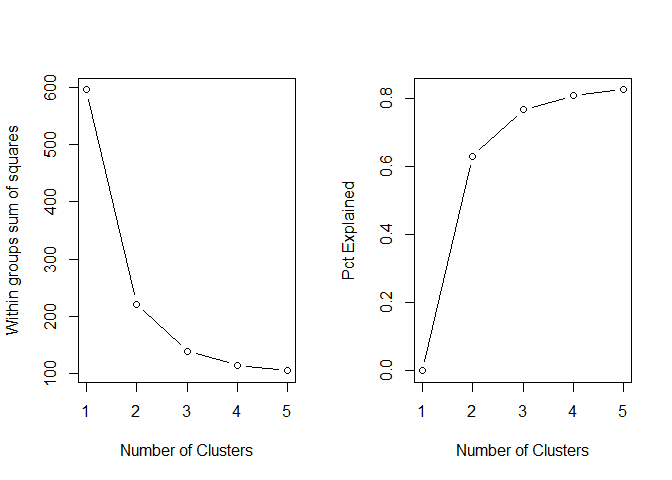 Within groups sum of squares
600
500
400
300
200
100
1 2 3 4 5
Number of Clusters
Pct Explained
0.8
0.6
0.4
0.2
0.0
1 2 3 4 5
Number of Clusters